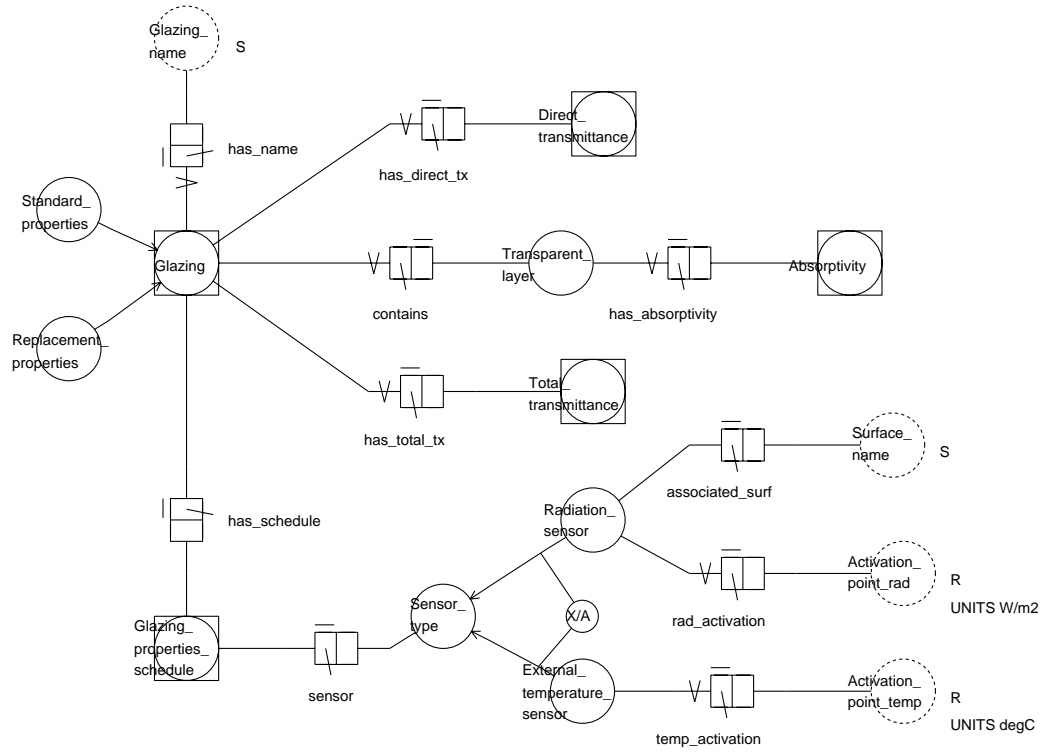 Glazing_
name
S
has_name
Direct_
transmittance
has_direct_tx
Standard_
properties
Glazing
Transparent_
layer
Absorptivity
contains
has_absorptivity
Replacement_
properties
Total_
transmittance
has_total_tx
Surface_
name
S
associated_surf
Radiation_
sensor
has_schedule
Activation_
point_rad
R
UNITS W/m2
rad_activation
Sensor_
type
X/A
Glazing_
properties_
schedule
sensor
External_
temperature_
sensor
Activation_
point_temp
R
UNITS degC
temp_activation